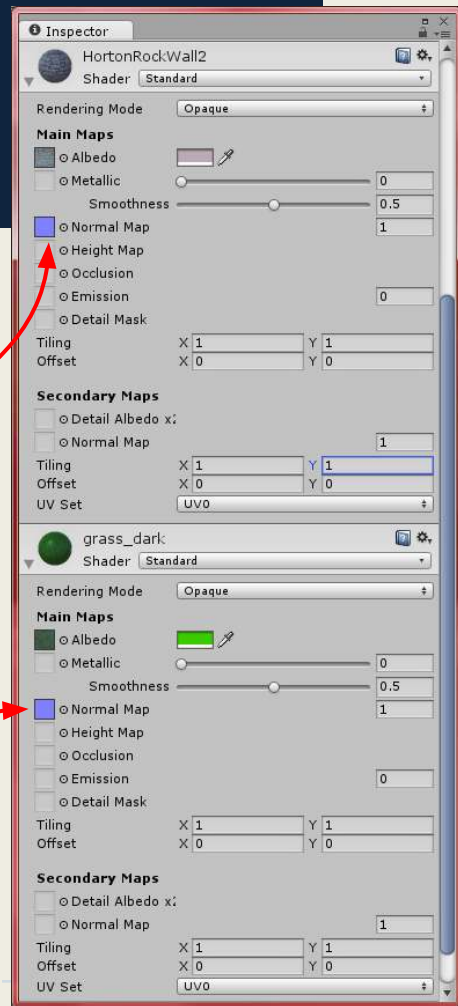 Inspector
HortonRockWall2
Shader Standard
Rendering Mode Opaque
Main Maps
Albedo
Metallic 0
Smoothness 0.5
Normal Map 1
Height Map
Occlusion
Emission 0
Detail Mask
Tiling X 1 Y 1
Offset X 0 Y 0
Secondary Maps
Detail Albedo x2
Normal Map 1
Tiling X 1 Y 1
Offset X 0 Y 0
UV Set UV0
grass_dark
Shader Standard
Rendering Mode Opaque
Main Maps
Albedo
Metallic 0
Smoothness 0.5
Normal Map 1
Height Map
Occlusion
Emission 0
Detail Mask
Tiling X 1 Y 1
Offset X 0 Y 0
Secondary Maps
Detail Albedo x2
Normal Map 1
Tiling X 1 Y 1
Offset X 0 Y 0
UV Set UV0